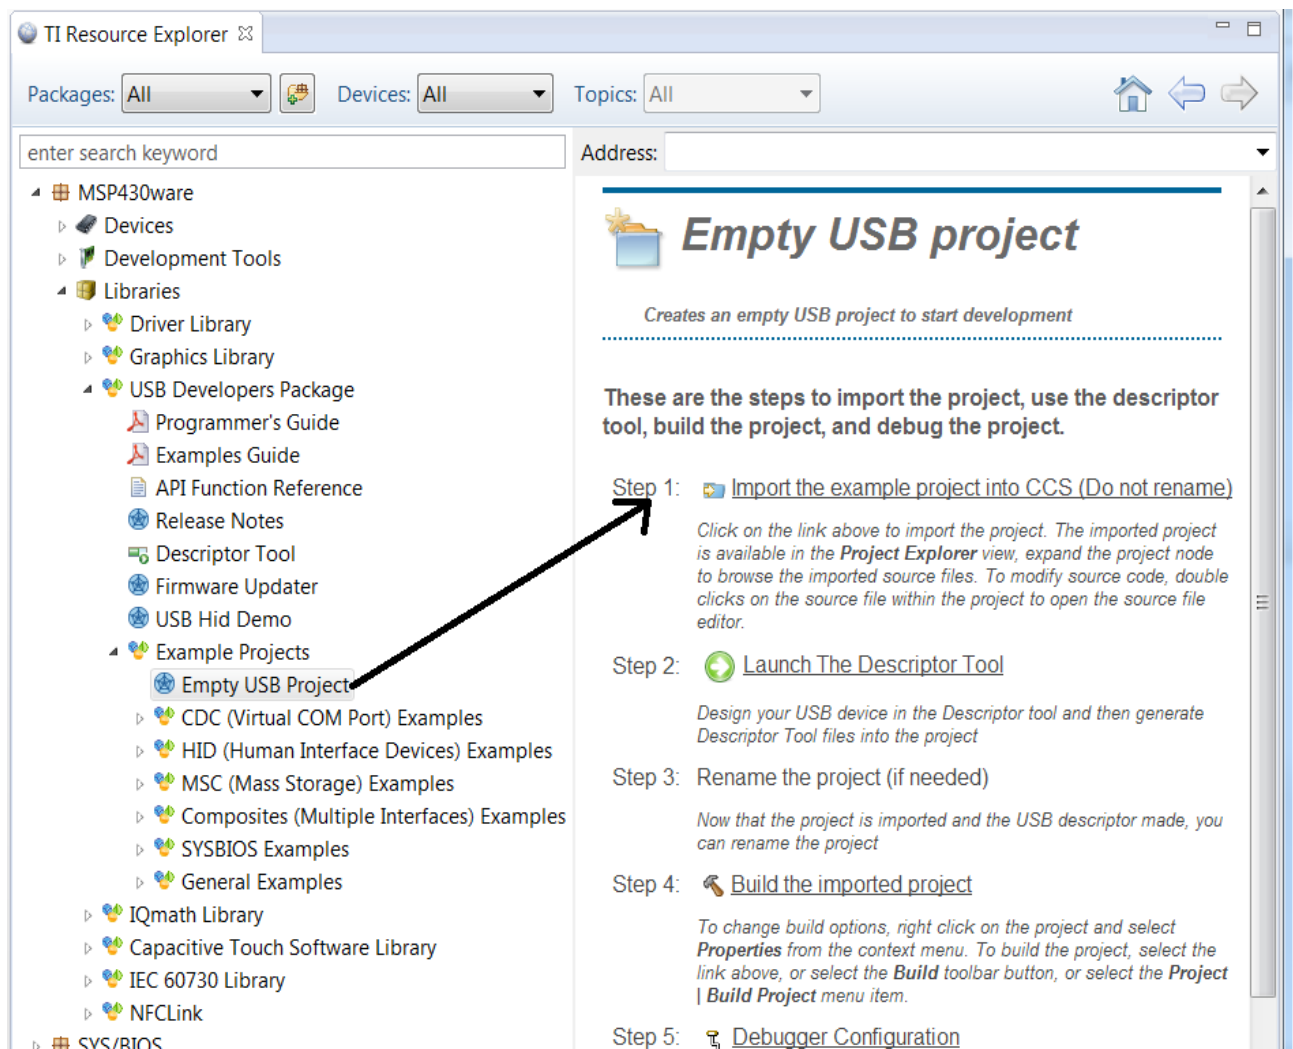 TI Resource Explorer
Packages: All Devices: All Topics: All
enter search keyword
Address:
MSP430ware
Devices
Development Tools
Libraries
Driver Library
Graphics Library
USB Developers Package
Programmer's Guide
Examples Guide
API Function Reference
Release Notes
Descriptor Tool
Firmware Updater
USB Hid Demo
Example Projects
Empty USB Project
CDC (Virtual COM Port) Examples
HID (Human Interface Devices) Examples
MSC (Mass Storage) Examples
Composites (Multiple Interfaces) Examples
SYSBIOS Examples
General Examples
IQmath Library
Capacitive Touch Software Library
IEC 60730 Library
NFCLink
SYS/BIOS
Empty USB project
Creates an empty USB project to start development
These are the steps to import the project, use the descriptor
tool, build the project, and debug the project.
Step 1: Import the example project into CCS (Do not rename)
Click on the link above to import the project. The imported project
is available in the Project Explorer view, expand the project node
to browse the imported source files. To modify source code, double
clicks on the source file within the project to open the source file
editor.
Step 2: Launch The Descriptor Tool
Design your USB device in the Descriptor tool and then generate
Descriptor Tool files into the project
Step 3: Rename the project (if needed)
Now that the project is imported and the USB descriptor made, you
can rename the project
Step 4: Build the imported project
To change build options, right click on the project and select
Properties from the context menu. To build the project, select the
link above, or select the Build toolbar button, or select the Project
| Build Project menu item.
Step 5: Debugger Configuration